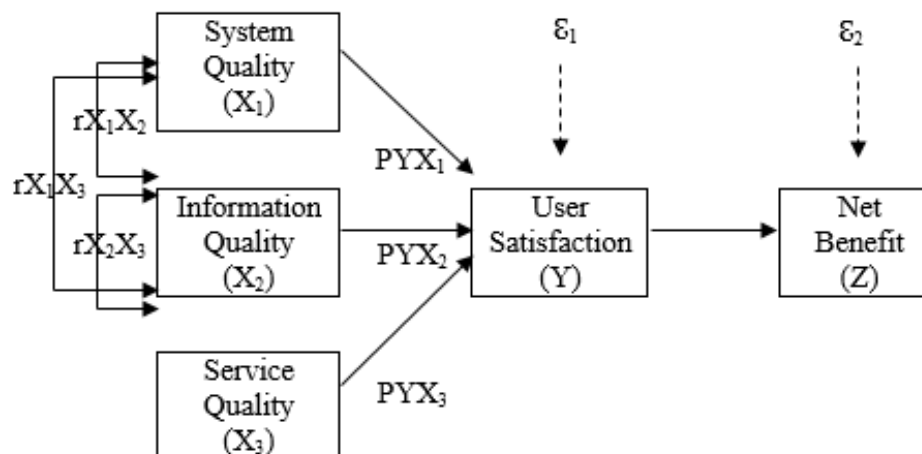 System
Quality
(X₁)
ε₁
ε₂
rX₁X₂
PYX₁
rX₁X₃
Information
Quality
(X₂)
rX₂X₃
PYX₂
User
Satisfaction
(Y)
Net
Benefit
(Z)
Service
Quality
(X₃)
PYX₃